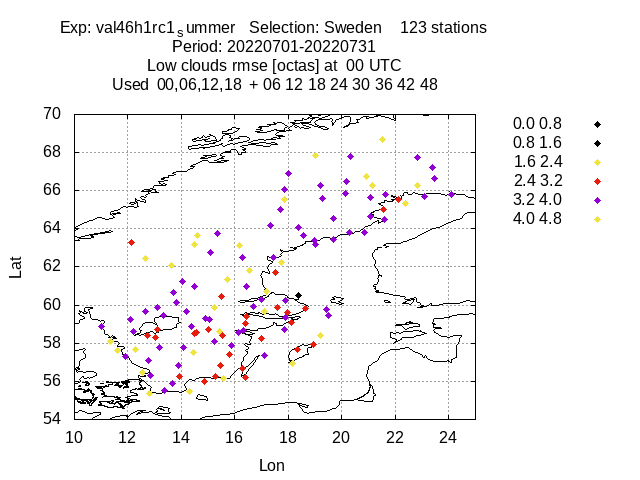 Exp: val46h1rc1s ummer Selection: Sweden 123 stations
Period: 20220701-20220731
Low clouds rmse [octas] at 00 UTC
Used 00,06,12,18 + 06 12 18 24 30 36 42 48
70
68
66
64
62
60
58
56
54
10 12 14 16 18 20 22 24
Lat
Lon
0.0 0.8
0.8 1.6
1.6 2.4
2.4 3.2
3.2 4.0
4.0 4.8